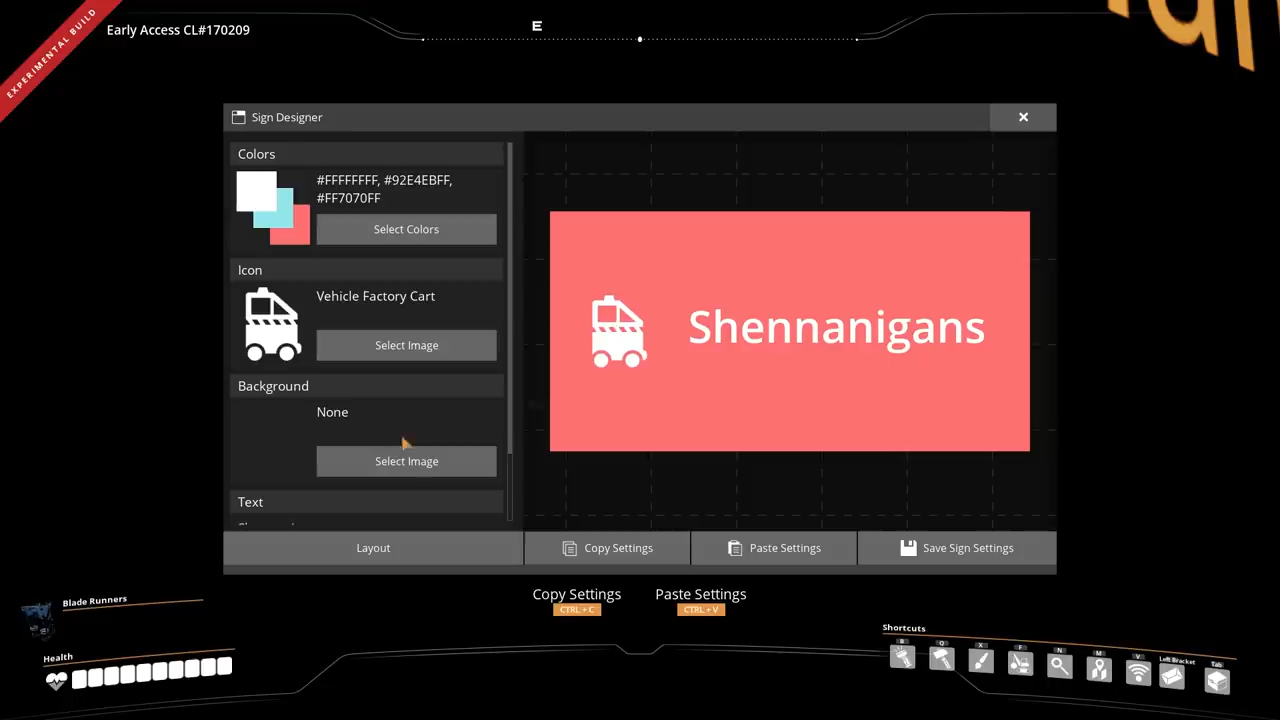 EXPERIMENTAL BUILD
Early Access CL#170209
E
Sign Designer
Colors
#FFFFFFFF, #92E4EBFF,
#FF7070FF
Select Colors
Icon
Vehicle Factory Cart
Select Image
Background
None
Select Image
Text
Layout
Shennanigans
Copy Settings
Paste Settings
Save Sign Settings
Copy Settings
CTRL + C
Paste Settings
CTRL + V
Blade Runners
Health
Shortcuts
B Q X F N M V Left Bracket Tab